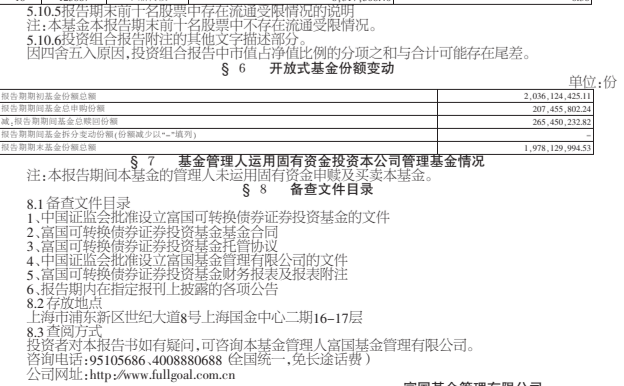 5.10.5报告期末前十名股票中存在流通受限情况的说明
注：本基金本报告期末前十名股票中不存在流通受限情况。
5.10.6投资组合报告附注的其他文字描述部分。
因四舍五入原因，投资组合报告中市值占净值比例的分项之和与合计可能存在尾差。
§ 6 开放式基金份额变动
单位：份
报告期期初基金份额总额 2,036,124,425.11
报告期期间基金总申购份额 207,455,802.24
减：报告期期间基金总赎回份额 265,450,232.82
报告期期间基金拆分变动份额（份额减少以“-”填列） -
报告期期末基金份额总额 1,978,129,994.53
§ 7 基金管理人运用固有资金投资本公司管理基金情况
注：本报告期间本基金的管理人未运用固有资金申赎及买卖本基金。
§ 8 备查文件目录
8.1 备查文件目录
1、中国证监会批准设立富国可转换债券证券投资基金的文件
2、富国可转换债券证券投资基金基金合同
3、富国可转换债券证券投资基金托管协议
4、中国证监会批准设立富国基金管理有限公司的文件
5、富国可转换债券证券投资基金财务报表及报表附注
6、报告期内在指定报刊上披露的各项公告
8.2 存放地点
上海市浦东新区世纪大道8号上海国金中心二期16-17层
8.3 查阅方式
投资者对本报告书如有疑问，可咨询本基金管理人富国基金管理有限公司。
咨询电话：95105686、4008880688（全国统一，免长途话费）
公司网址：http://www.fullgoal.com.cn
富国基金管理有限公司